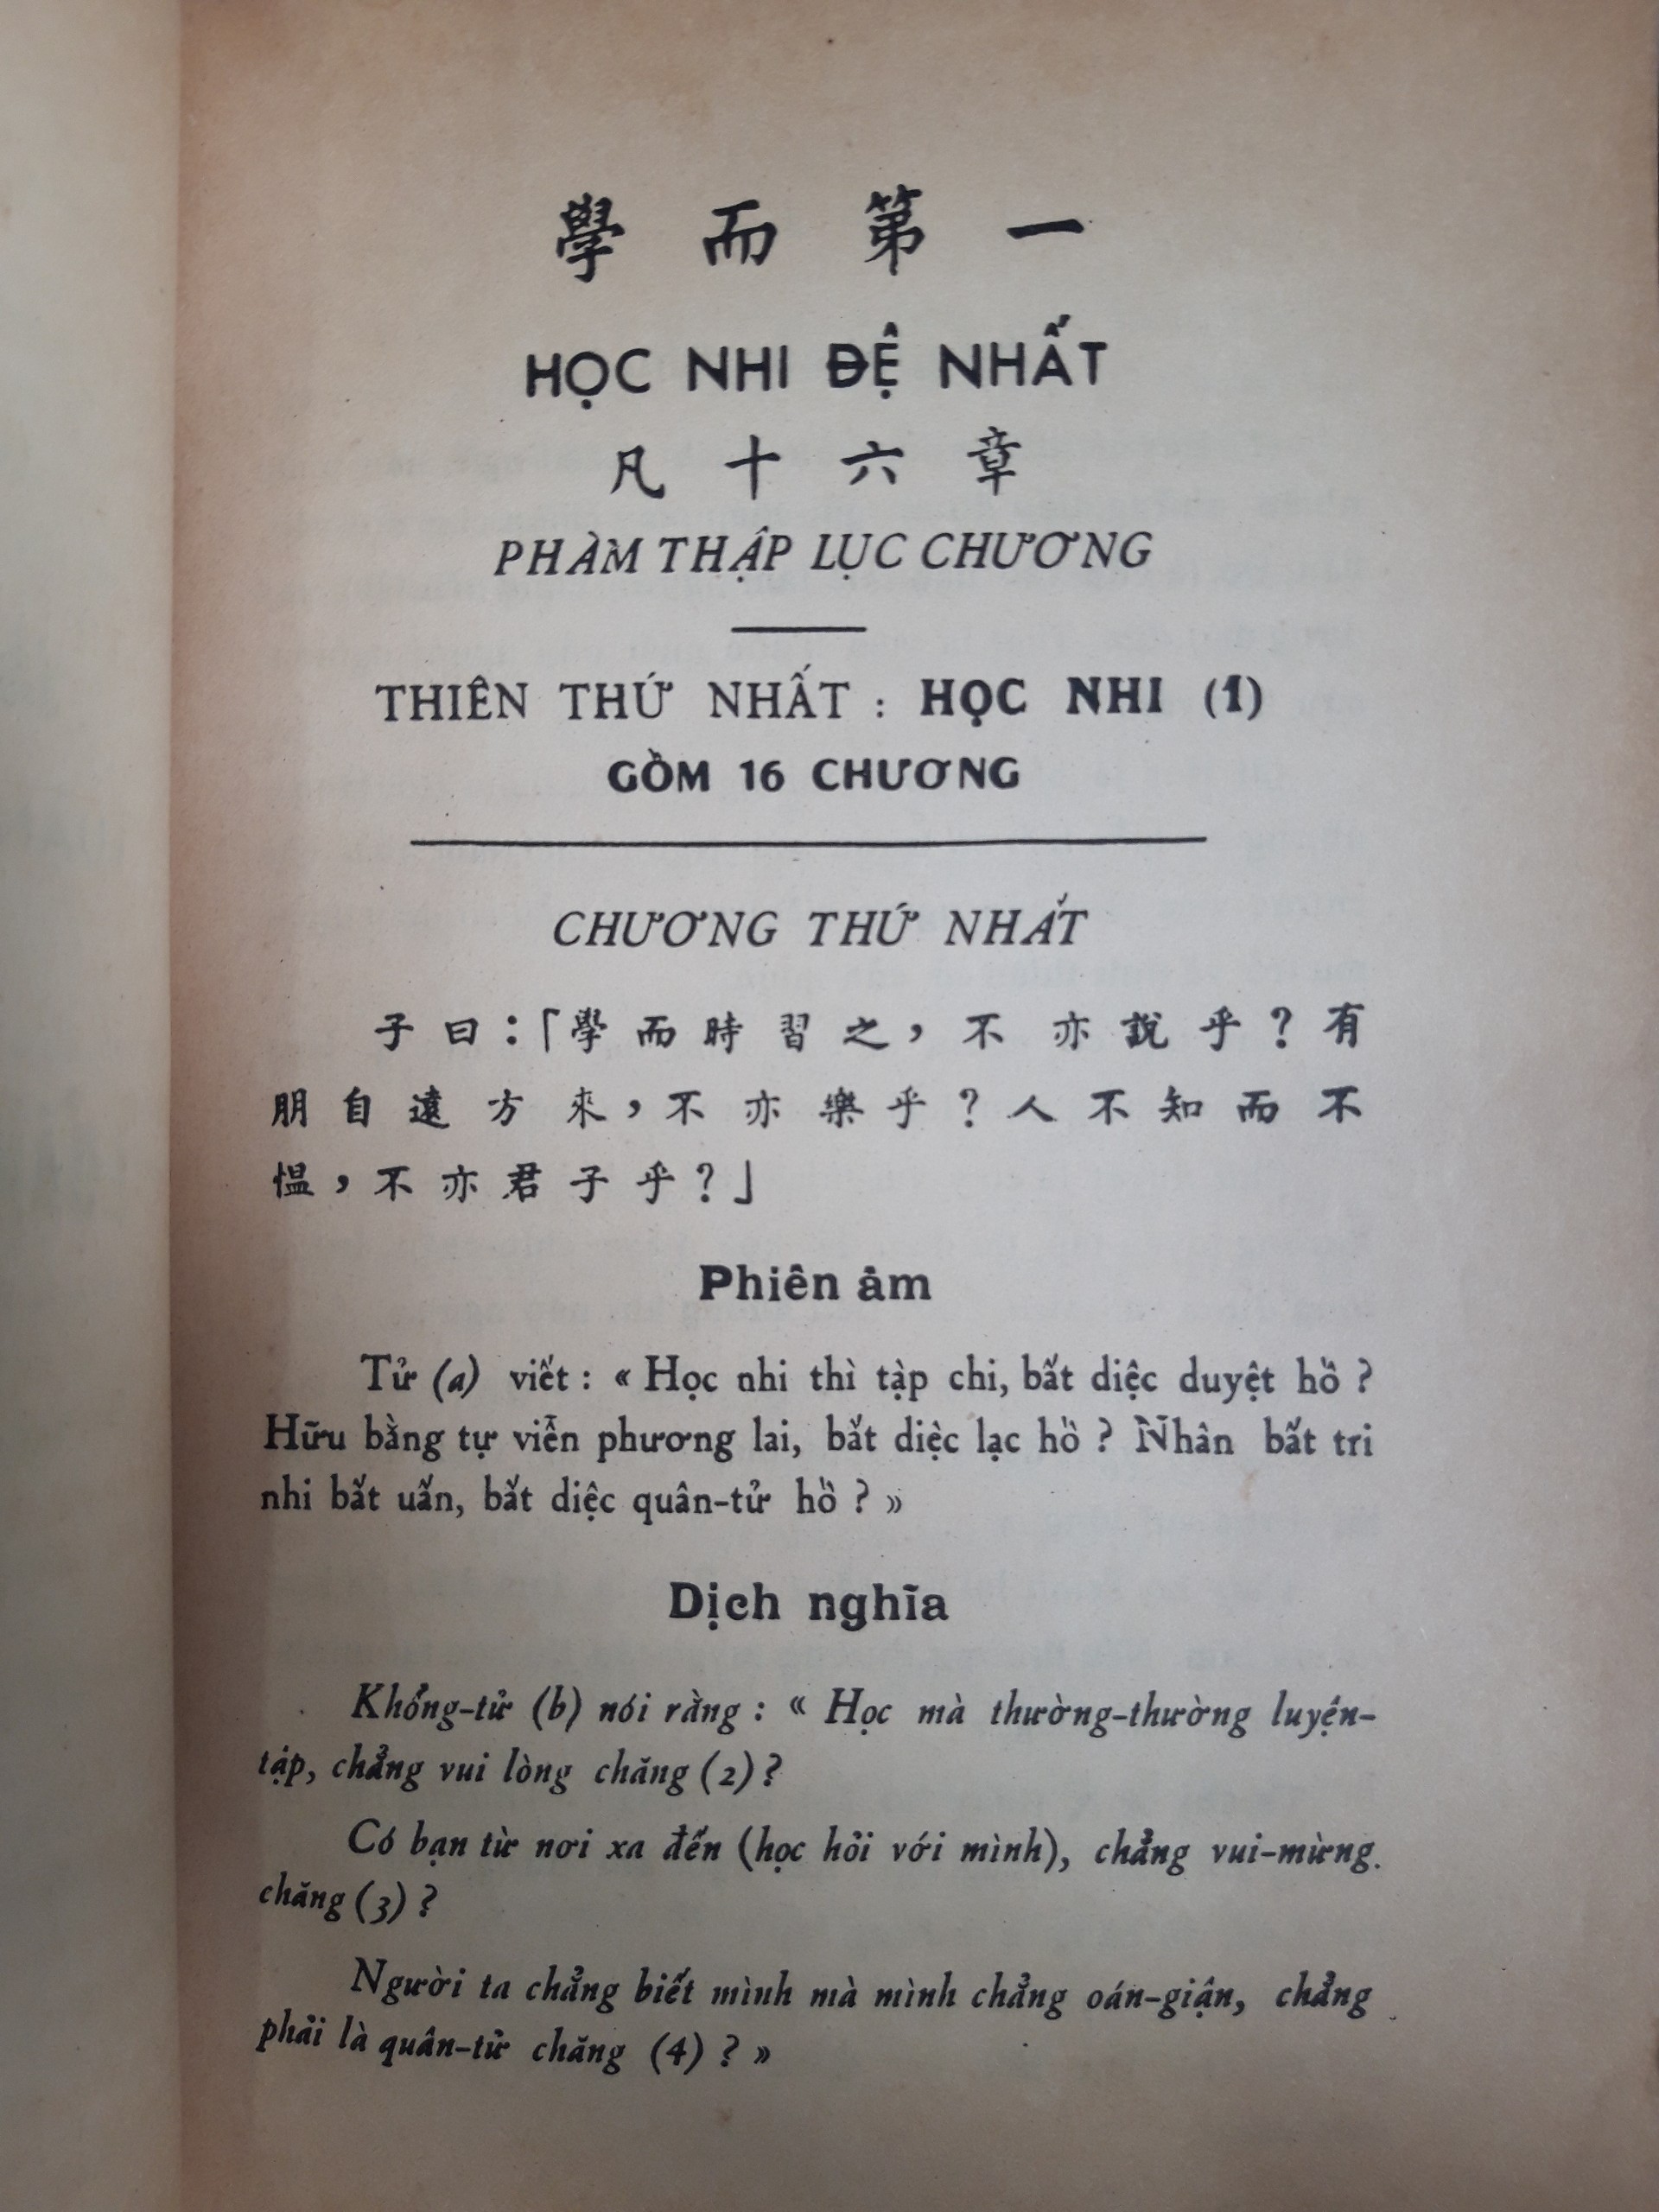 學而第一
HỌC NHI ĐỆ NHẤT
凡十六章
PHÀM THẬP LỤC CHƯƠNG
THIÊN THỨ NHẤT : HỌC NHI (1)
GỒM 16 CHƯƠNG
CHƯƠNG THỨ NHẤT
子曰：「學而時習之，不亦說乎？有
朋自遠方來，不亦樂乎？人不知而不
愠，不亦君子乎？」
Phiên âm
Tử (a) viết : « Học nhi thì tập chi, bất diệc duyệt hồ ?
Hữu bằng tự viễn phương lai, bất diệc lạc hồ ? Nhân bất tri
nhi bất uấn, bất diệc quân-tử hồ ? »
Dịch nghĩa
Khổng-tử (b) nói rằng : « Học mà thường-thường luyện-
tập, chẳng vui lòng chăng (2) ?
Có bạn từ nơi xa đến (học hỏi với mình), chẳng vui-mừng
chăng (3) ?
Người ta chẳng biết mình mà mình chẳng oán-giận, chẳng
phải là quân-tử chăng (4) ? »